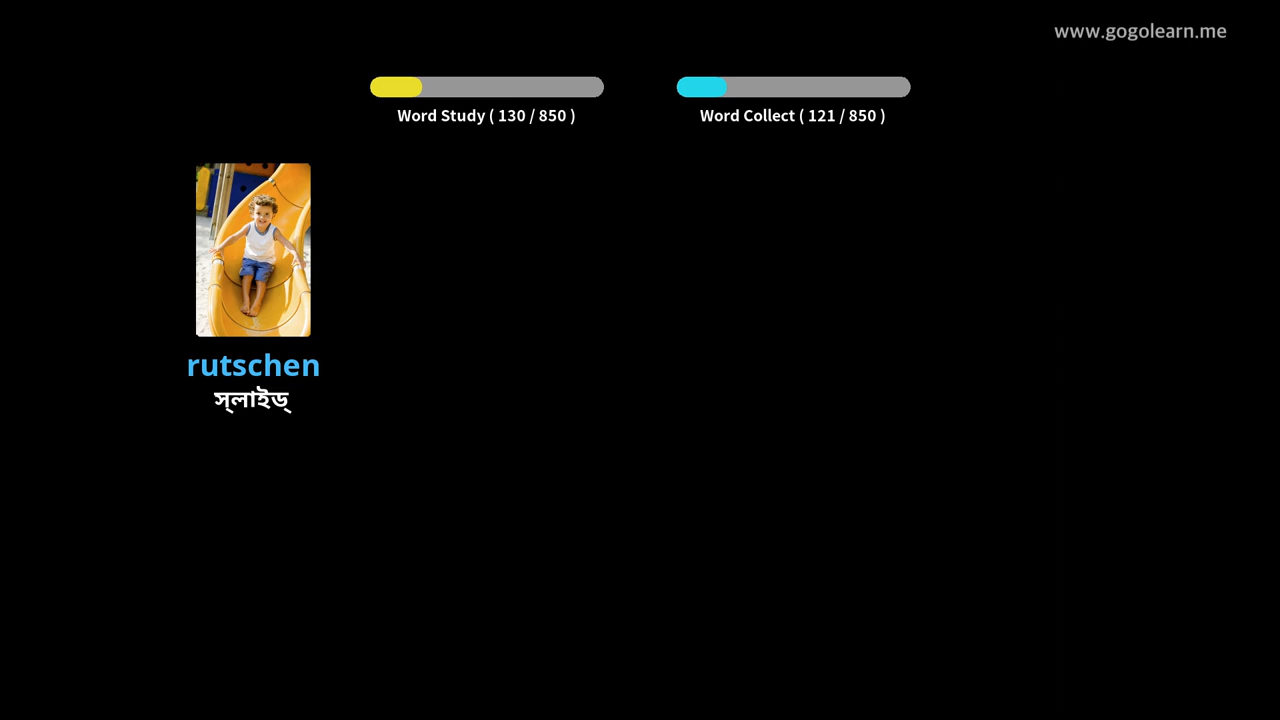 www.gogolearn.me
Word Study ( 130 / 850 )
Word Collect ( 121 / 850 )
rutschen
স্‌লাইড্‌